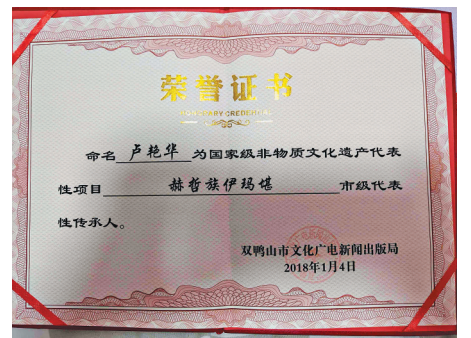 荣誉证书
HONORARY CREDENTIAL
命名 卢艳华 为国家级非物质文化遗产代表
性项目 赫哲族伊玛堪 市级代表
性传承人。
双鸭山市文化广电新闻出版局
2018年1月4日